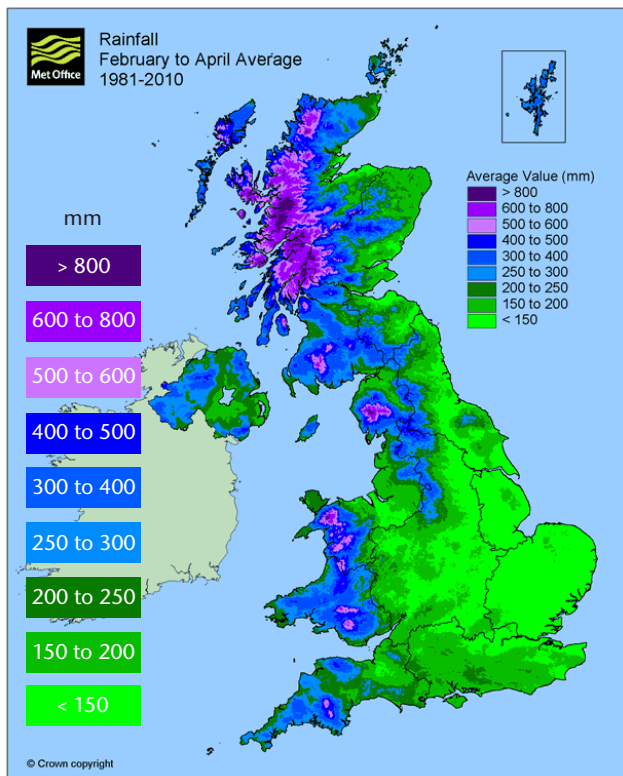 Met Office
Rainfall
February to April Average
1981-2010
Average Value (mm)
> 800
600 to 800
500 to 600
400 to 500
300 to 400
250 to 300
200 to 250
150 to 200
< 150
mm
> 800
600 to 800
500 to 600
400 to 500
300 to 400
250 to 300
200 to 250
150 to 200
< 150
© Crown copyright